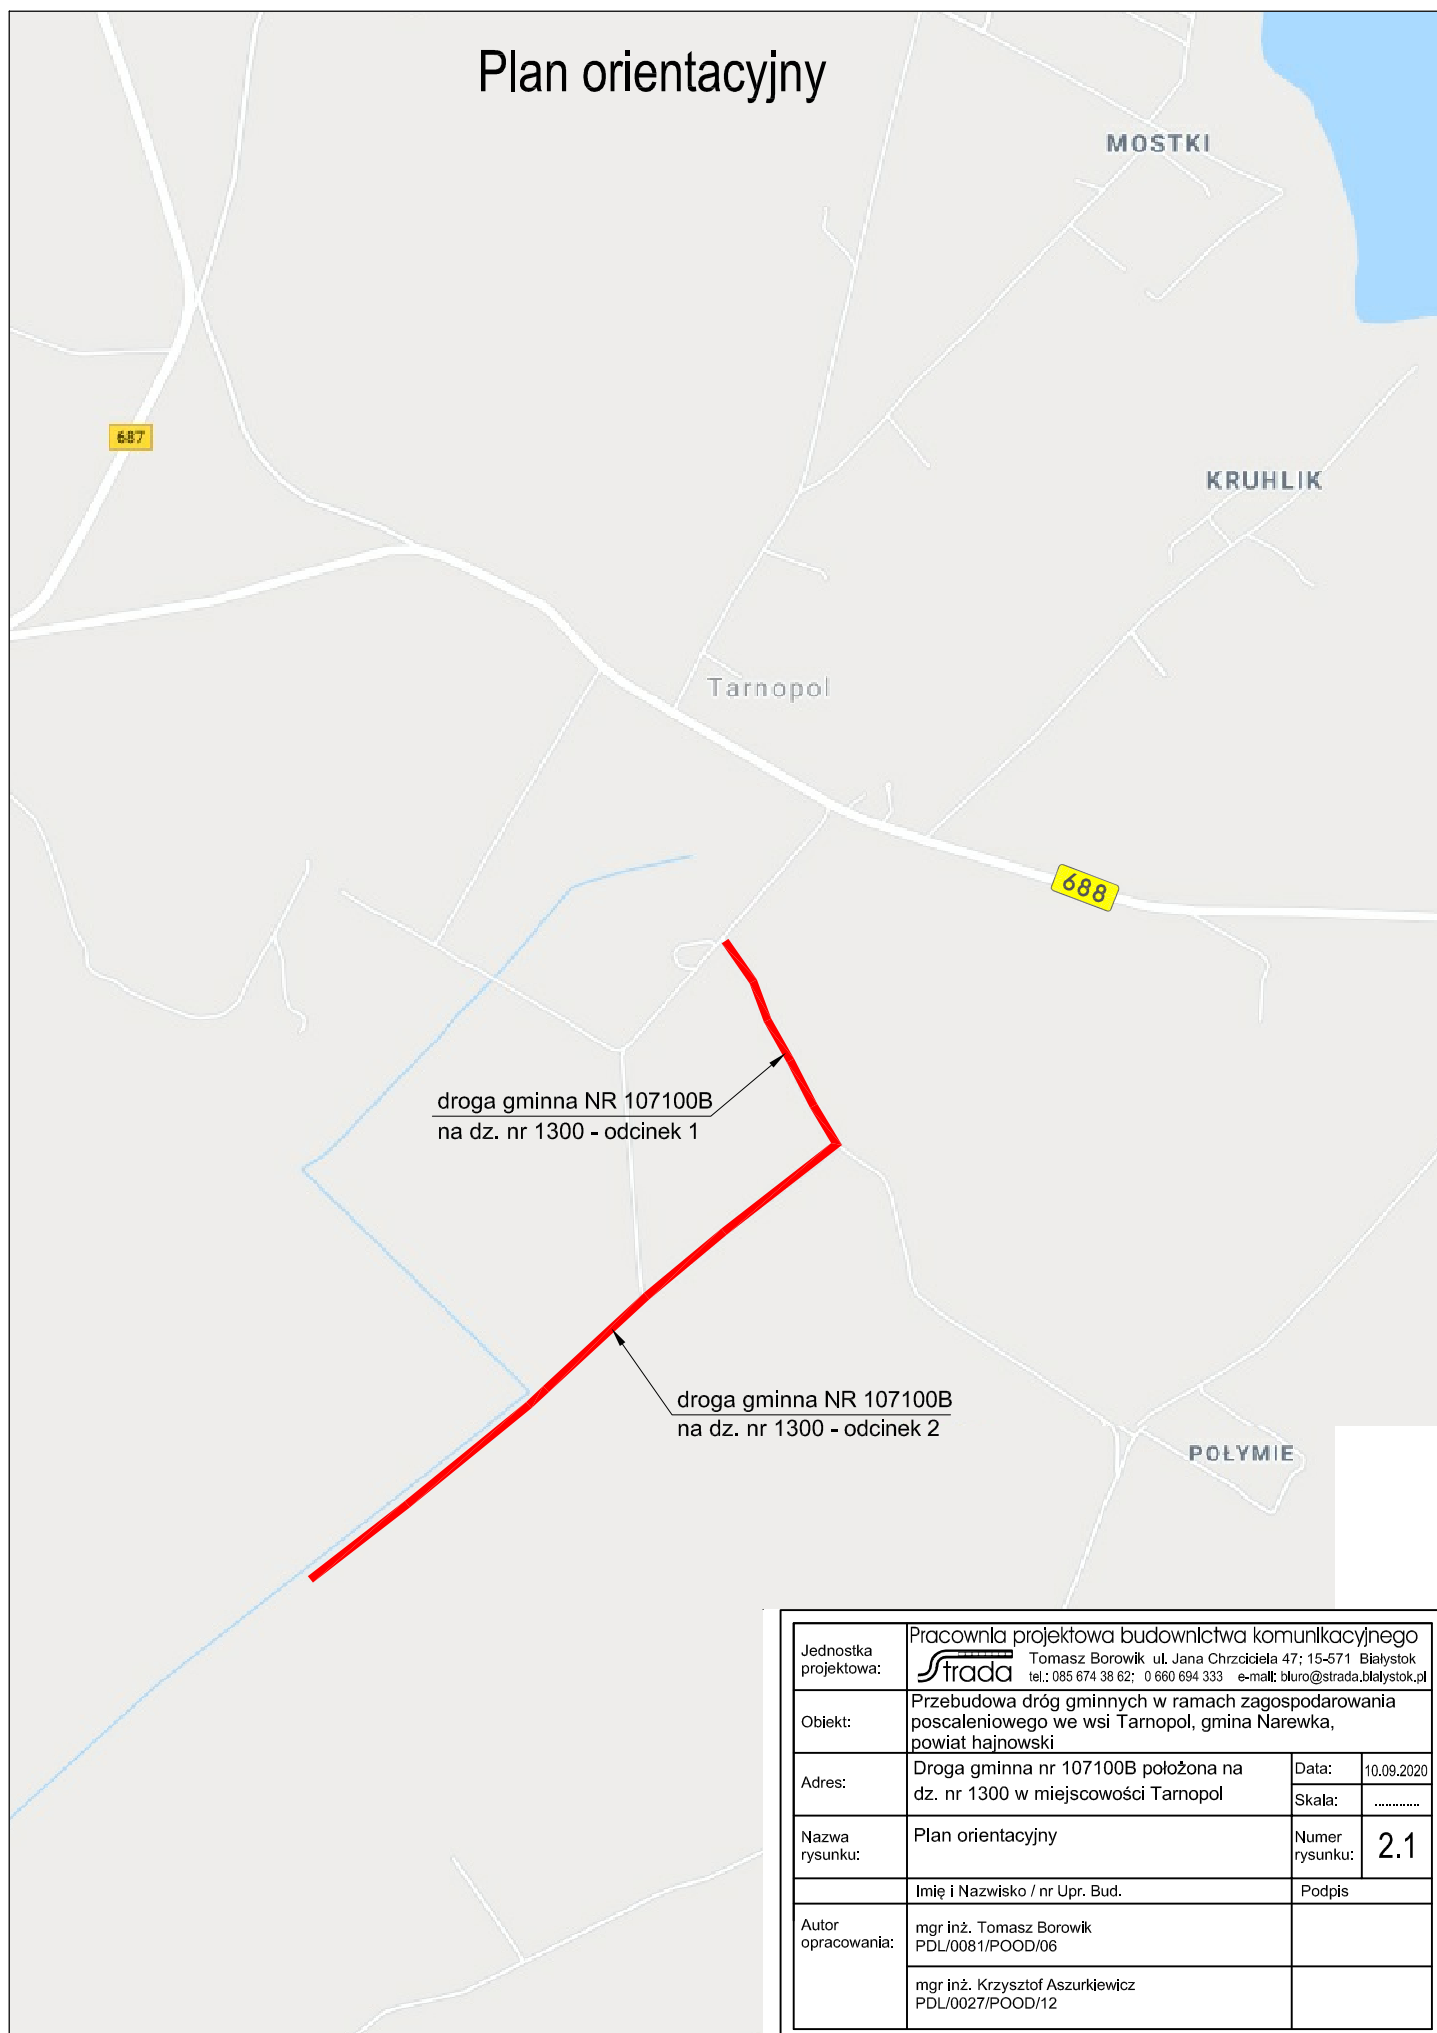 Plan orientacyjny
MOSTKI
687
KRUHLIK
Tarnopol
688
droga gminna NR 107100B
na dz. nr 1300 - odcinek 1
droga gminna NR 107100B
na dz. nr 1300 - odcinek 2
POŁYMIE
Jednostka
projektowa:
Pracownia projektowa budownictwa komunikacyjnego
Strada
Tomasz Borowik ul. Jana Chrzciciela 47; 15-571 Białystok
tel.: 085 674 38 62; 0 660 694 333 e-mail: biuro@strada.bialystok.pl
Obiekt:
Przebudowa dróg gminnych w ramach zagospodarowania
poscaleniowego we wsi Tarnopol, gmina Narewka,
powiat hajnowski
Adres:
Droga gminna nr 107100B położona na
dz. nr 1300 w miejscowości Tarnopol
Data:
10.09.2020
Skala:
............
Nazwa
rysunku:
Plan orientacyjny
Numer
rysunku:
2.1
Imię i Nazwisko / nr Upr. Bud.
Podpis
Autor
opracowania:
mgr inż. Tomasz Borowik
PDL/0081/POOD/06
mgr inż. Krzysztof Aszurkiewicz
PDL/0027/POOD/12